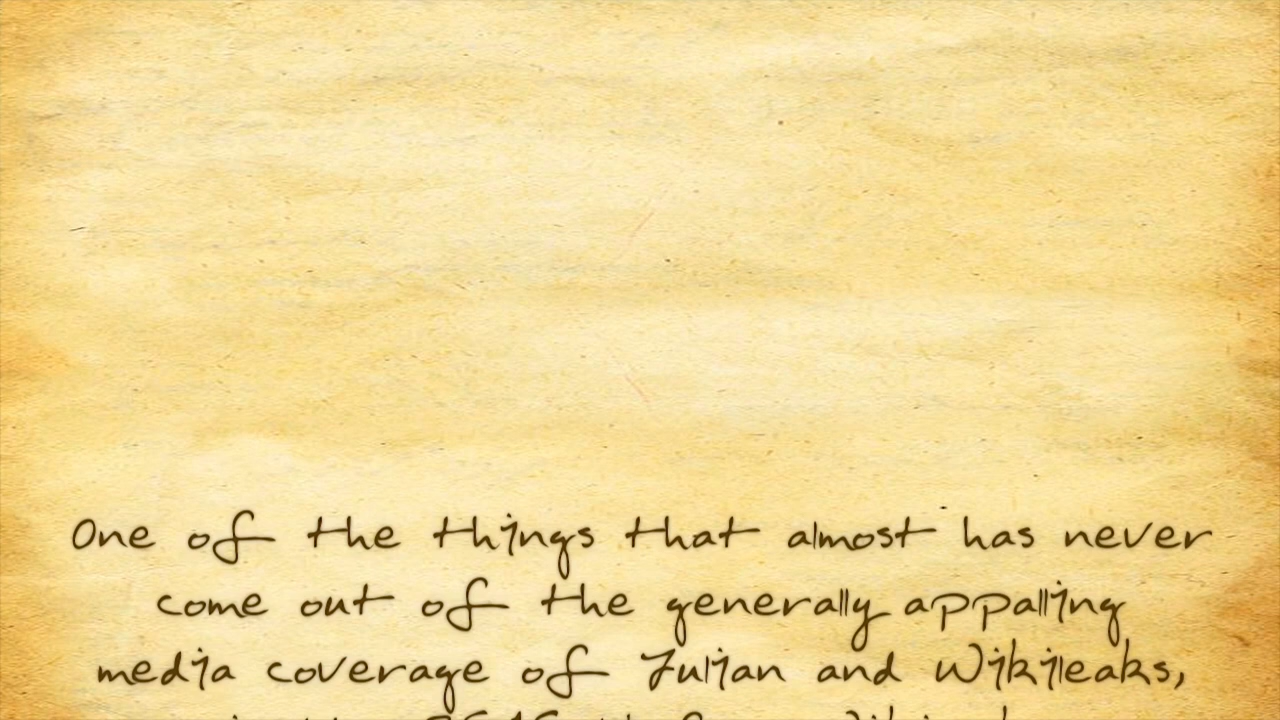 One of the things that almost has never
come out of the generally appalling
media coverage of Julian and Wikileaks,